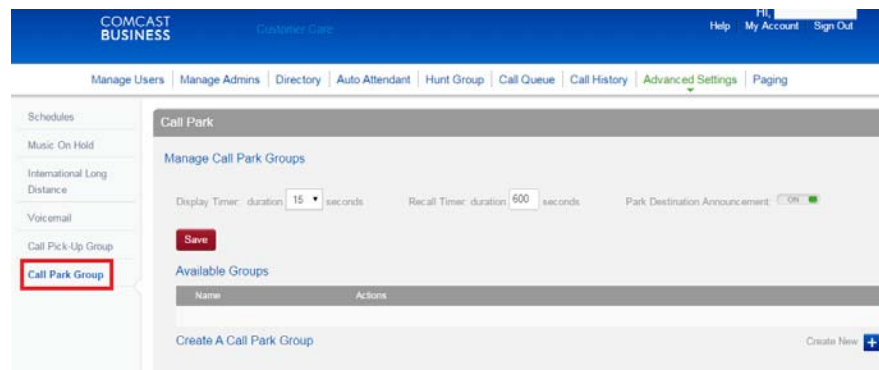 COMCAST
BUSINESS
Customer Care
Hi,
Help My Account Sign Out
Manage Users Manage Admins Directory Auto Attendant Hunt Group Call Queue Call History Advanced Settings Paging
Schedules
Music On Hold
International Long
Distance
Voicemail
Call Pick-Up Group
Call Park Group
Call Park
Manage Call Park Groups
Display Timer: duration 15 seconds Recall Timer: duration 600 seconds Park Destination Announcement: ON
Save
Available Groups
Name Actions
Create A Call Park Group Create New +